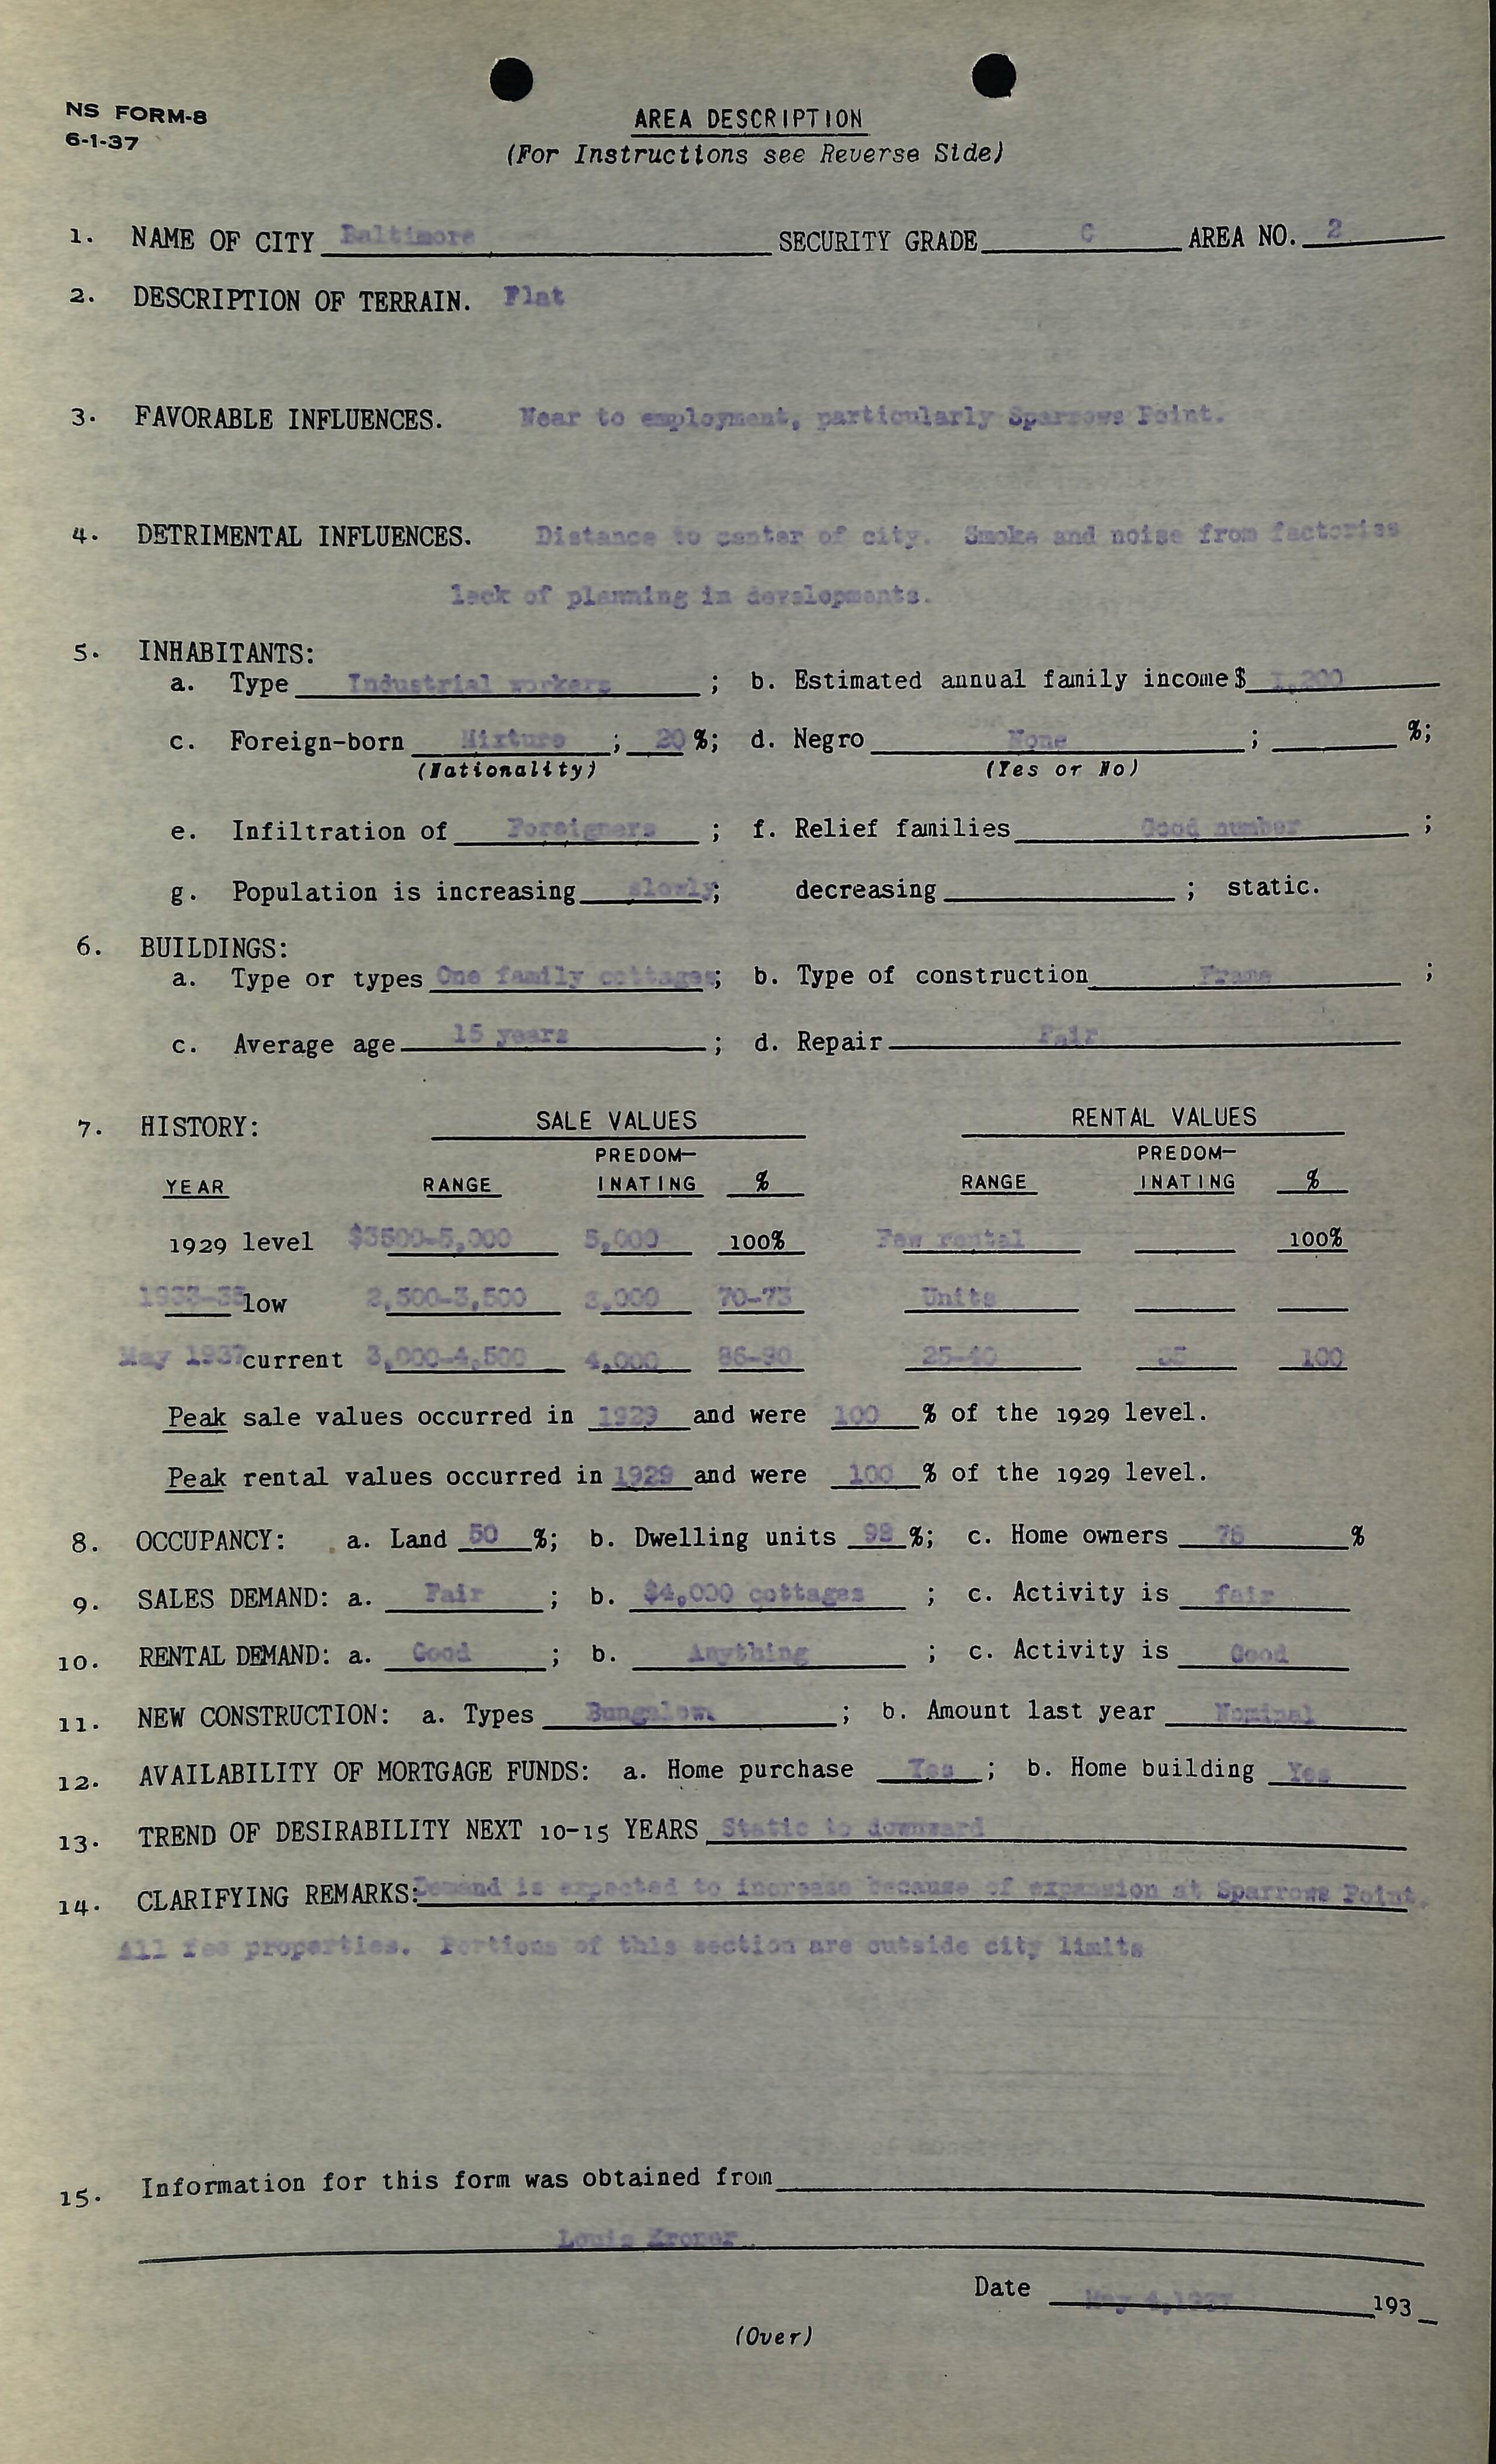 NS FORM-8
6-1-37
AREA DESCRIPTION
(For Instructions see Reverse Side)
1. NAME OF CITY Baltimore SECURITY GRADE C AREA NO. 2
2. DESCRIPTION OF TERRAIN. Flat
3. FAVORABLE INFLUENCES. Near to employment, particularly Sparrows Point.
4. DETRIMENTAL INFLUENCES. Distance to center of city. Smoke and noise from factories
lack of planning in developments.
5. INHABITANTS:
a. Type Industrial workers ; b. Estimated annual family income $ 1,200
c. Foreign-born Mixture ; 20 %; d. Negro None ; %;
(Nationality) (Yes or No)
e. Infiltration of Foreigners ; f. Relief families Good number ;
g. Population is increasing slowly; decreasing ; static.
6. BUILDINGS:
a. Type or types One family cottages; b. Type of construction Frame ;
c. Average age 15 years ; d. Repair Fair
7. HISTORY: SALE VALUES RENTAL VALUES
PREDOM- PREDOM-
YEAR RANGE INATING % RANGE INATING %
1929 level $3500-5,000 5,000 100% Few rental 100%
1933-35 low 2,500-3,500 3,000 70-73 Units
May 1937 current 3,000-4,500 4,000 86-90 25-40 35 100
Peak sale values occurred in 1929 and were 100 % of the 1929 level.
Peak rental values occurred in 1929 and were 100 % of the 1929 level.
8. OCCUPANCY: a. Land 50 %; b. Dwelling units 98 %; c. Home owners 75 %
9. SALES DEMAND: a. Fair ; b. $4,000 cottages ; c. Activity is fair
10. RENTAL DEMAND: a. Good ; b. Anything ; c. Activity is Good
11. NEW CONSTRUCTION: a. Types Bungalow. ; b. Amount last year Nominal
12. AVAILABILITY OF MORTGAGE FUNDS: a. Home purchase Yes ; b. Home building Yes
13. TREND OF DESIRABILITY NEXT 10-15 YEARS Static to downward
14. CLARIFYING REMARKS: Demand is expected to increase because of expansion at Sparrows Point.
All fee properties. Portions of this section are outside city limits
15. Information for this form was obtained from
Louis Kroner
Date May 4,1937 193_
(Over)